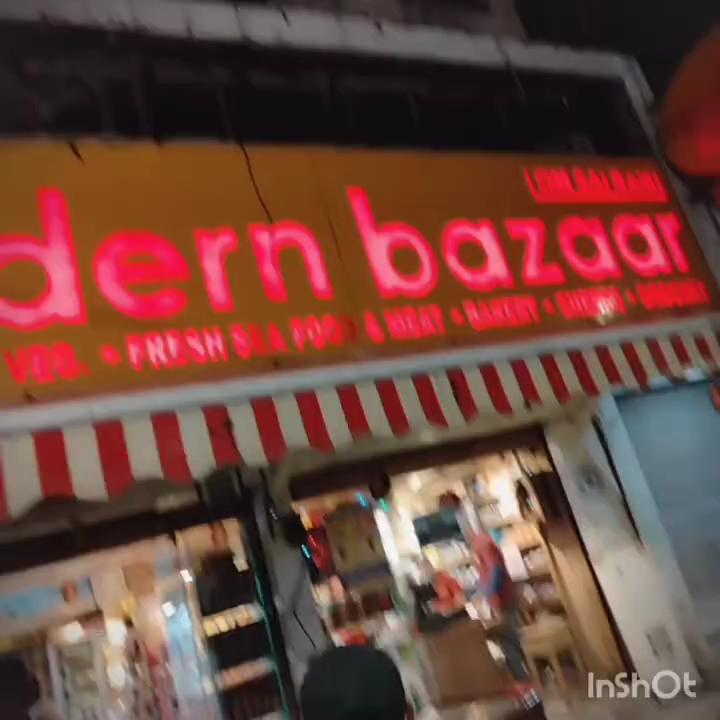 dern bazaar
VEG. • FRESH SEA FOOD & MEAT • BAKERY •
InShOt